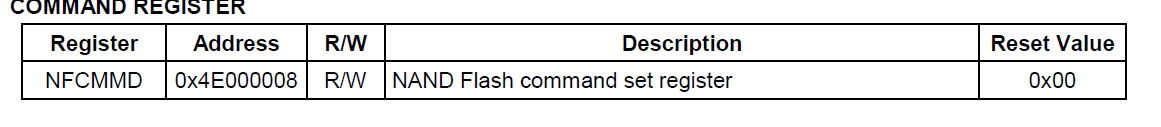 COMMAND REGISTER
Register Address R/W Description Reset Value
NFCMMD 0x4E000008 R/W NAND Flash command set register 0x00